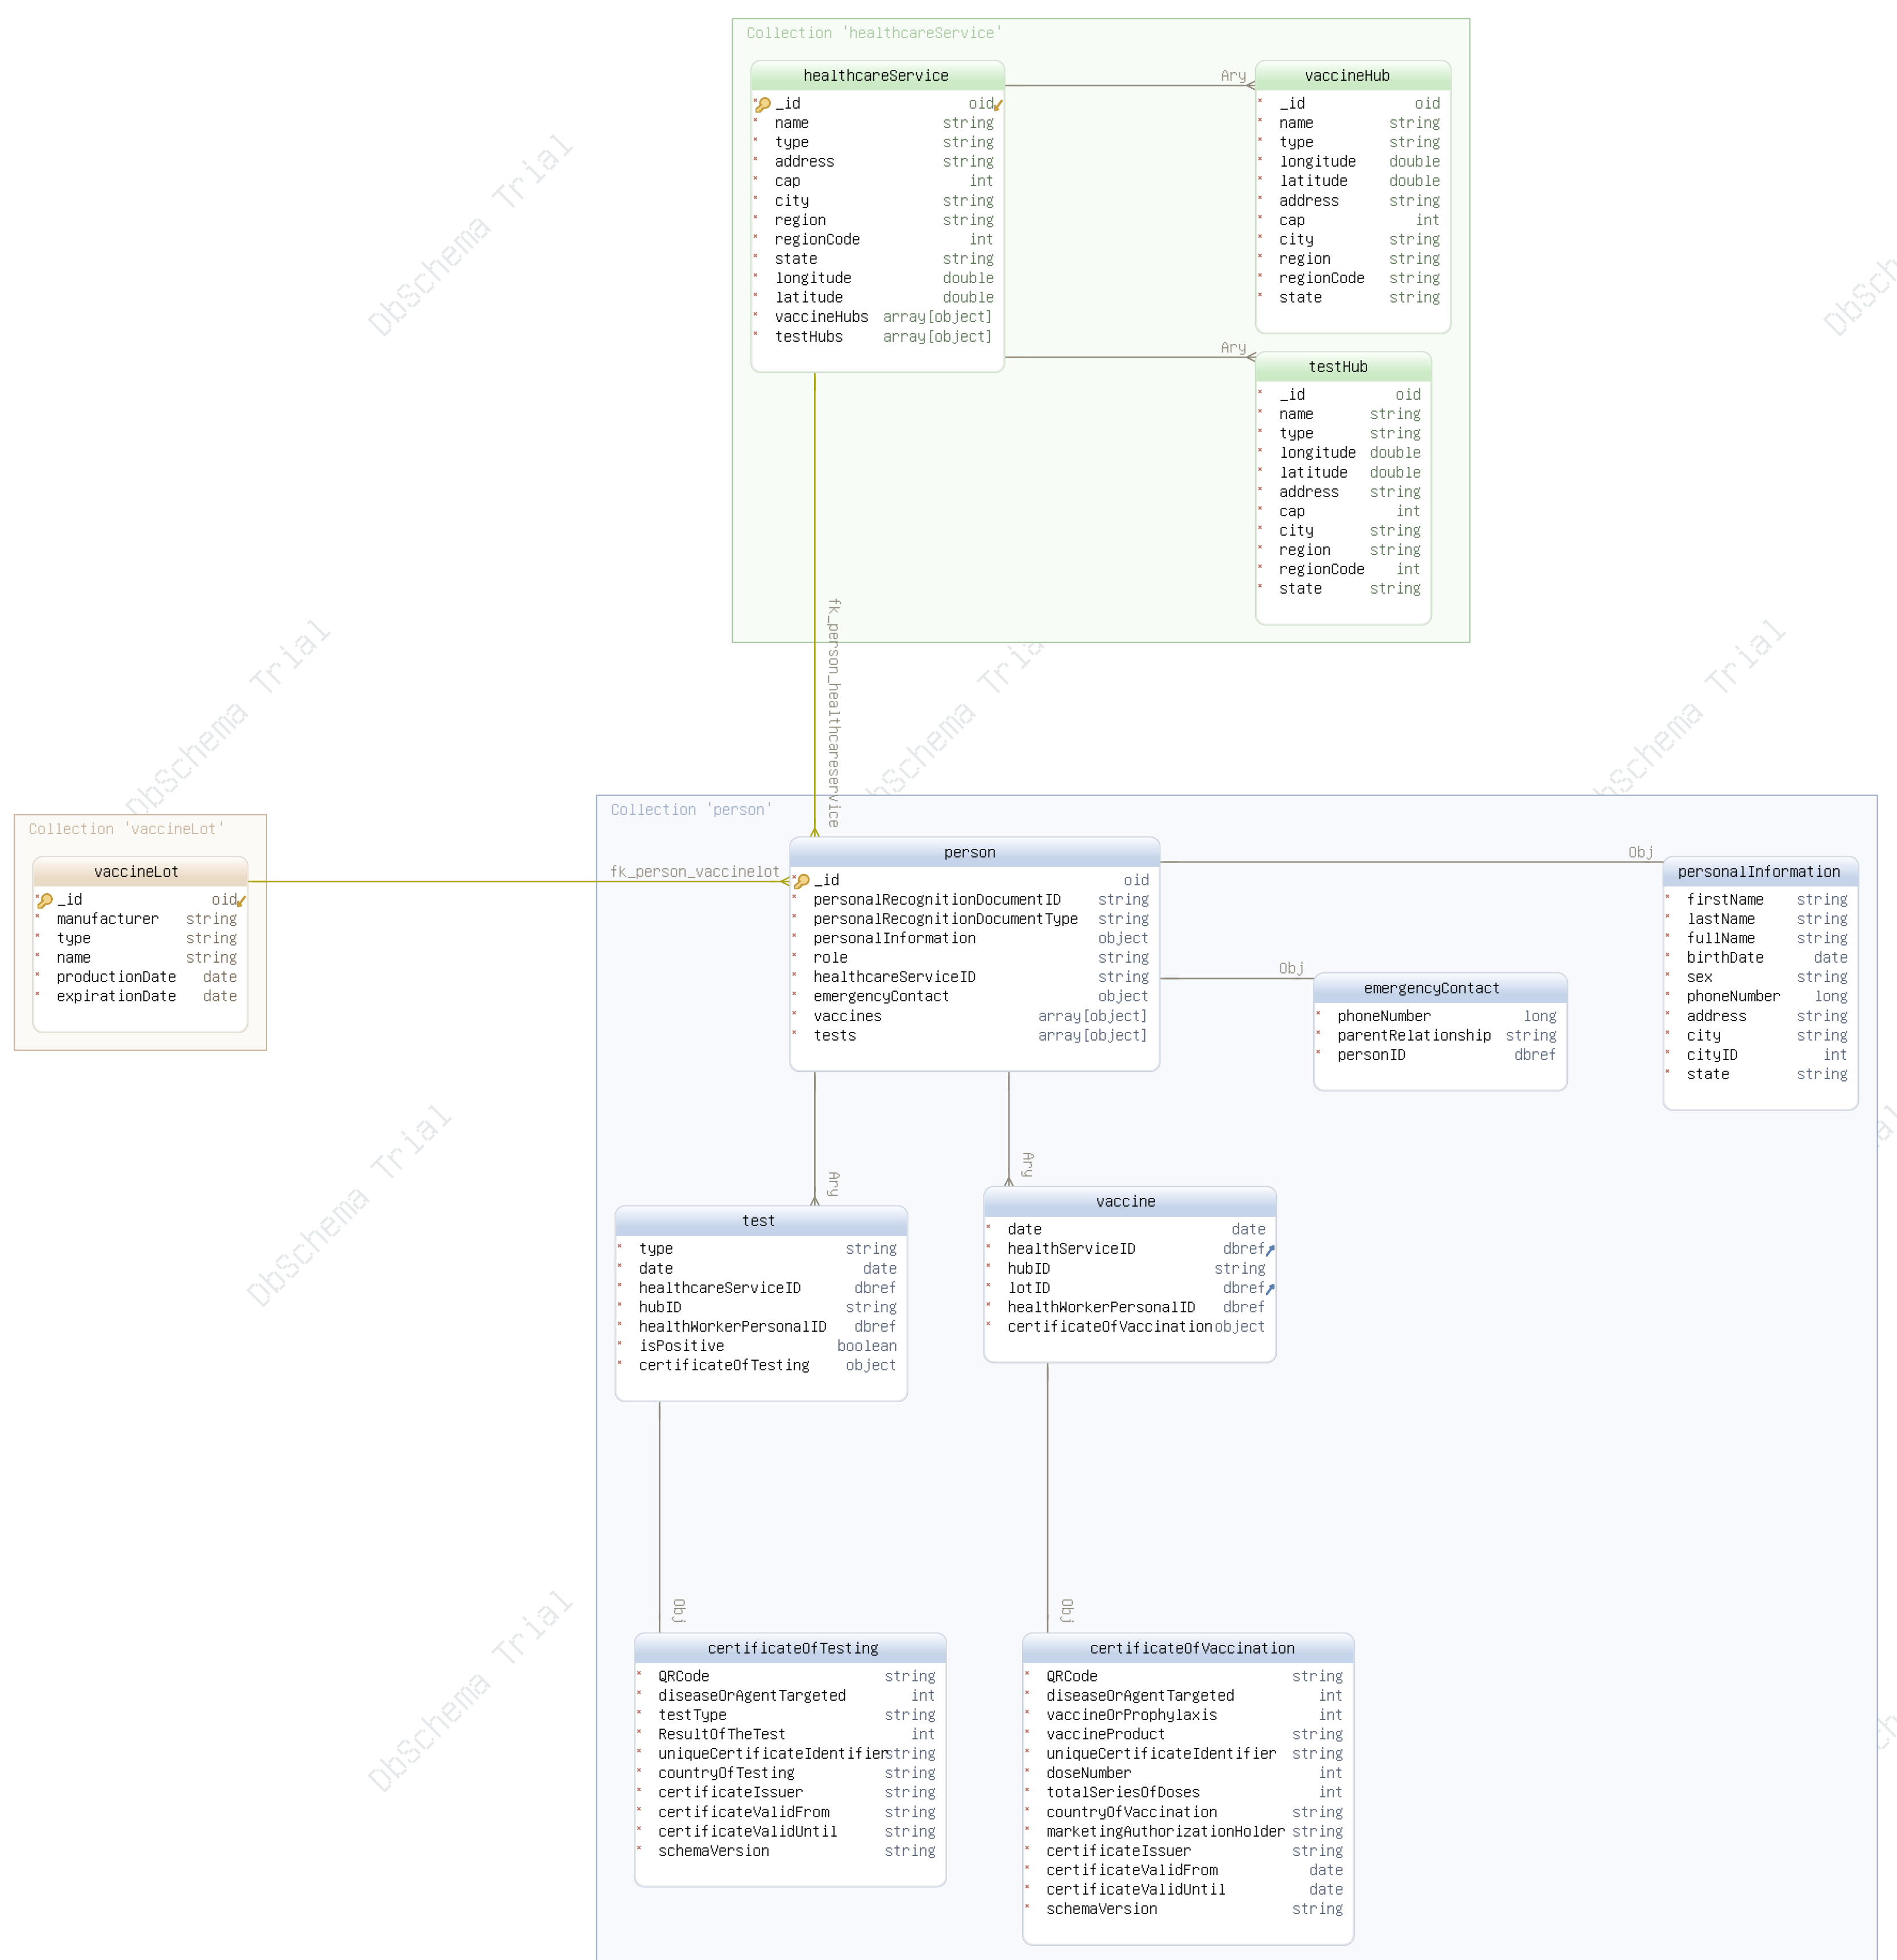 Collection 'healthcareService'
healthcareService
_id oid
name string
type string
address string
cap int
city string
region string
regionCode int
state string
longitude double
latitude double
vaccineHubs array[object]
testHubs array[object]
Ary
vaccineHub
_id oid
name string
type string
longitude double
latitude double
address string
cap int
city string
region string
regionCode string
state string
Ary
testHub
_id oid
name string
type string
longitude double
latitude double
address string
cap int
city string
region string
regionCode int
state string
fk_person_healthcareservice
Collection 'vaccineLot'
vaccineLot
_id oid
manufacturer string
type string
name string
productionDate date
expirationDate date
fk_person_vaccinelot
Collection 'person'
person
_id oid
personalRecognitionDocumentID string
personalRecognitionDocumentType string
personalInformation object
role string
healthcareServiceID string
emergencyContact object
vaccines array[object]
tests array[object]
Obj
personalInformation
firstName string
lastName string
fullName string
birthDate date
sex string
phoneNumber long
address string
city string
cityID int
state string
Obj
emergencyContact
phoneNumber long
parentRelationship string
personID dbref
Ary
test
type string
date date
healthcareServiceID dbref
hubID string
healthWorkerPersonalID dbref
isPositive boolean
certificateOfTesting object
Ary
vaccine
date date
healthServiceID dbref
hubID string
lotID dbref
healthWorkerPersonalID dbref
certificateOfVaccination object
Obj
certificateOfTesting
QRCode string
diseaseOrAgentTargeted int
testType string
ResultOfTheTest int
uniqueCertificateIdentifier string
countryOfTesting string
certificateIssuer string
certificateValidFrom string
certificateValidUntil string
schemaVersion string
Obj
certificateOfVaccination
QRCode string
diseaseOrAgentTargeted int
vaccineOrProphylaxis int
vaccineProduct string
uniqueCertificateIdentifier string
doseNumber int
totalSeriesOfDoses int
countryOfVaccination string
marketingAuthorizationHolder string
certificateIssuer string
certificateValidFrom date
certificateValidUntil date
schemaVersion string
DbSchema Trial
DbSchema Trial
DbSchema Trial
DbSchema Trial
DbSchema Trial
DbSchema Trial